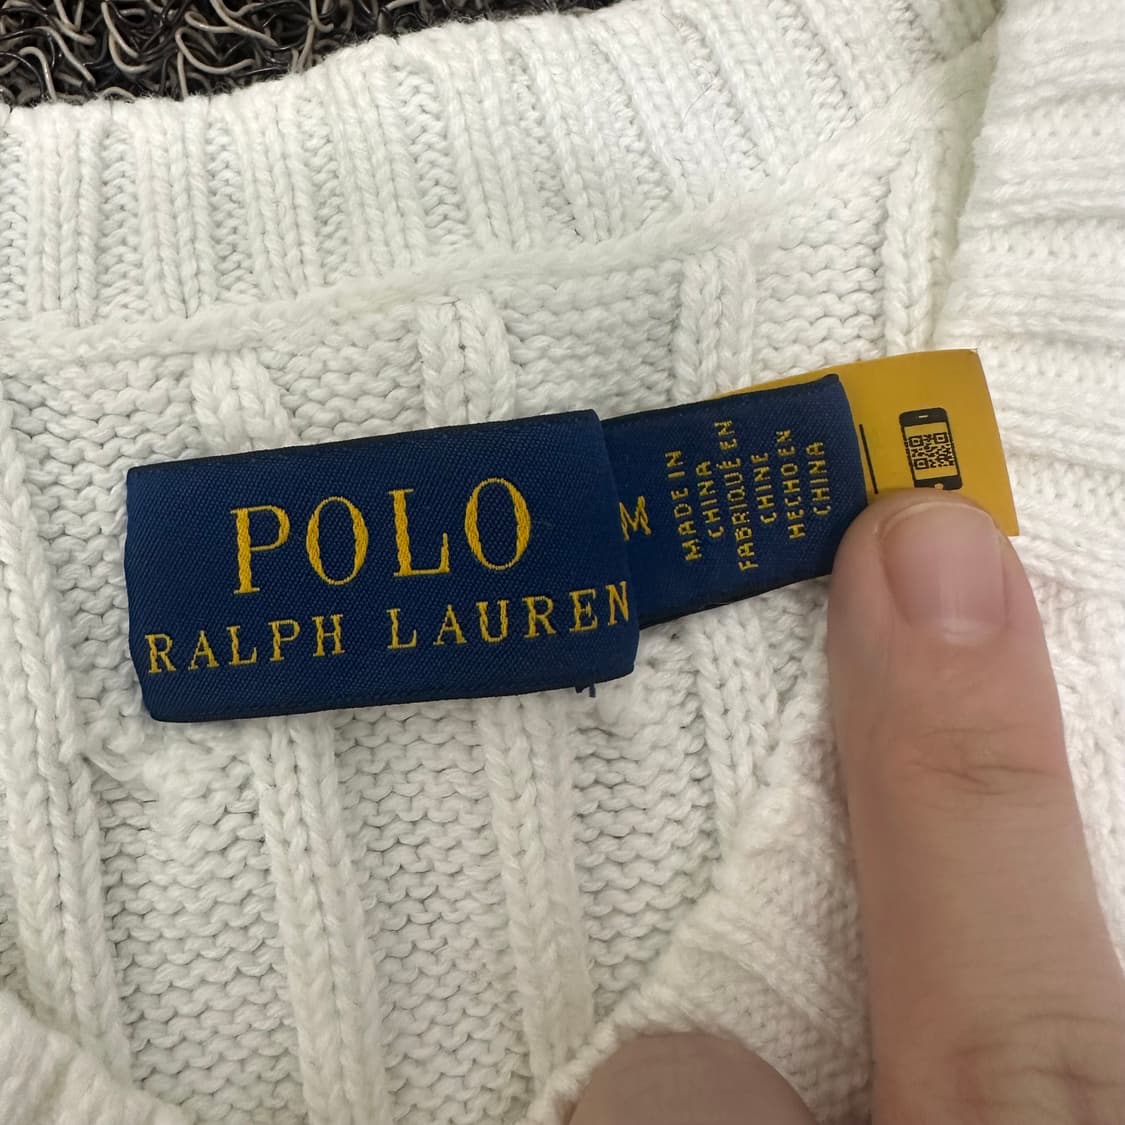 POLO
RALPH LAUREN
M
MADE IN
CHINA
FABRIQUÉ EN
CHINE
HECHO EN
CHINA